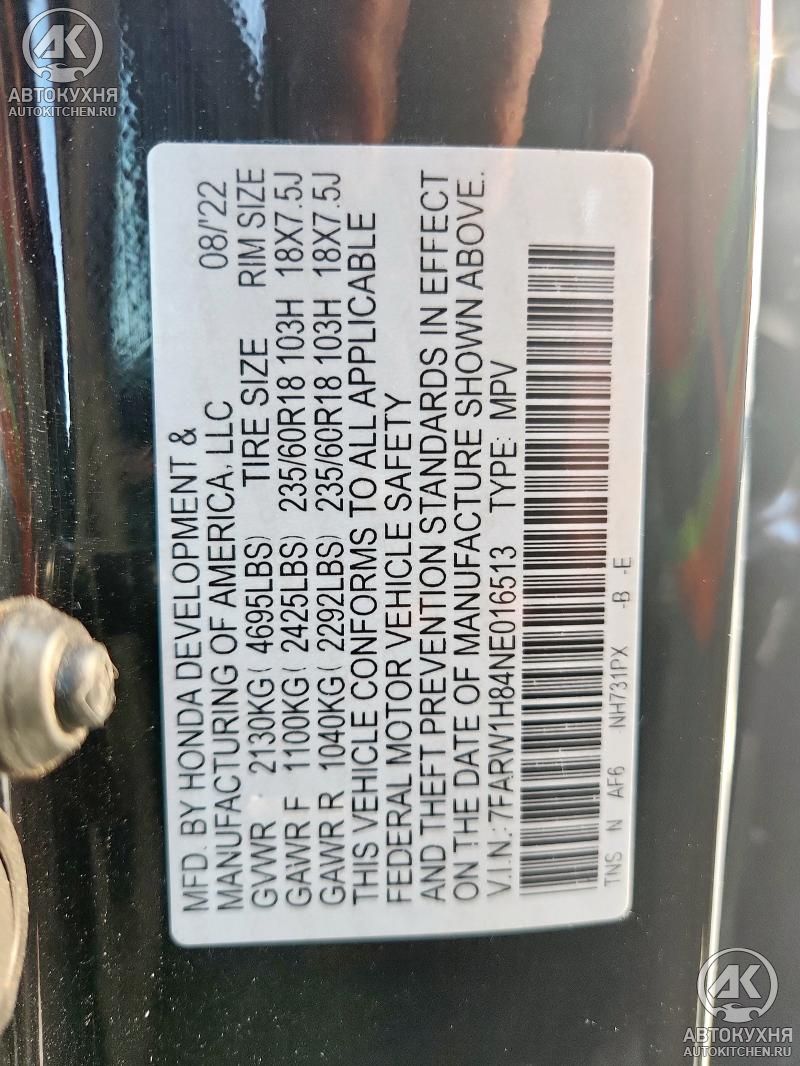 AK
АВТОКУХНЯ
AUTOKITCHEN.RU
MFD. BY HONDA DEVELOPMENT &
MANUFACTURING OF AMERICA, LLC 08/'22
GVWR 2130KG( 4695LBS) TIRE SIZE RIM SIZE
GAWR F 1100KG( 2425LBS) 235/60R18 103H 18X7.5J
GAWR R 1040KG( 2292LBS) 235/60R18 103H 18X7.5J
THIS VEHICLE CONFORMS TO ALL APPLICABLE
FEDERAL MOTOR VEHICLE SAFETY
AND THEFT PREVENTION STANDARDS IN EFFECT
ON THE DATE OF MANUFACTURE SHOWN ABOVE.
V.I.N.: 7FARW1H84NE016513 TYPE: MPV
TNS N AF6 NH731PX -B -E
AK
АВТОКУХНЯ
AUTOKITCHEN.RU